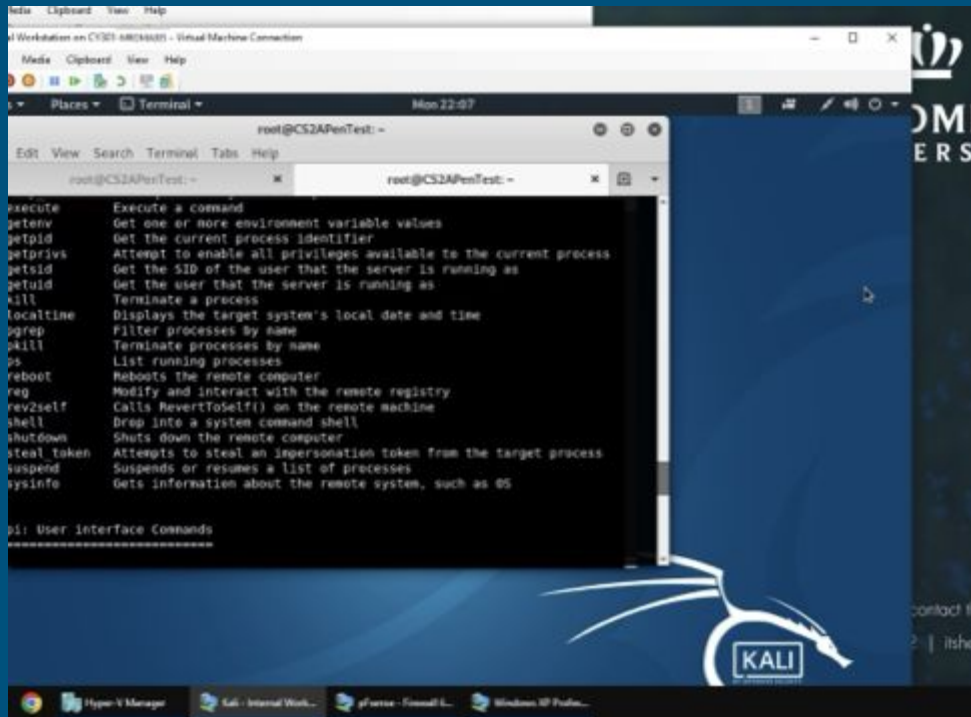 Media Clipboard View Help
al Workstation on CY301- - Virtual Machine Connection
Media Clipboard View Help
Places Terminal Mon 22:07 1
root@CS2APenTest: ~
Edit View Search Terminal Tabs Help
root@CS2APenTest: ~ root@CS2APenTest: ~
execute Execute a command
getenv Get one or more environment variable values
getpid Get the current process identifier
getprivs Attempt to enable all privileges available to the current process
getsid Get the SID of the user that the server is running as
getuid Get the user that the server is running as
kill Terminate a process
localtime Displays the target system's local date and time
pgrep Filter processes by name
pkill Terminate processes by name
ps List running processes
reboot Reboots the remote computer
reg Modify and interact with the remote registry
rev2self Calls RevertToSelf() on the remote machine
shell Drop into a system command shell
shutdown Shuts down the remote computer
steal_token Attempts to steal an impersonation token from the target process
suspend Suspends or resumes a list of processes
sysinfo Gets information about the remote system, such as OS
pi: User interface Commands
===========================
KALI
OM
ERS
contact t
2 | itshe
Hyper-V Manager Kali - Internal Work... pfsense - Firewall L... Windows XP Profes...